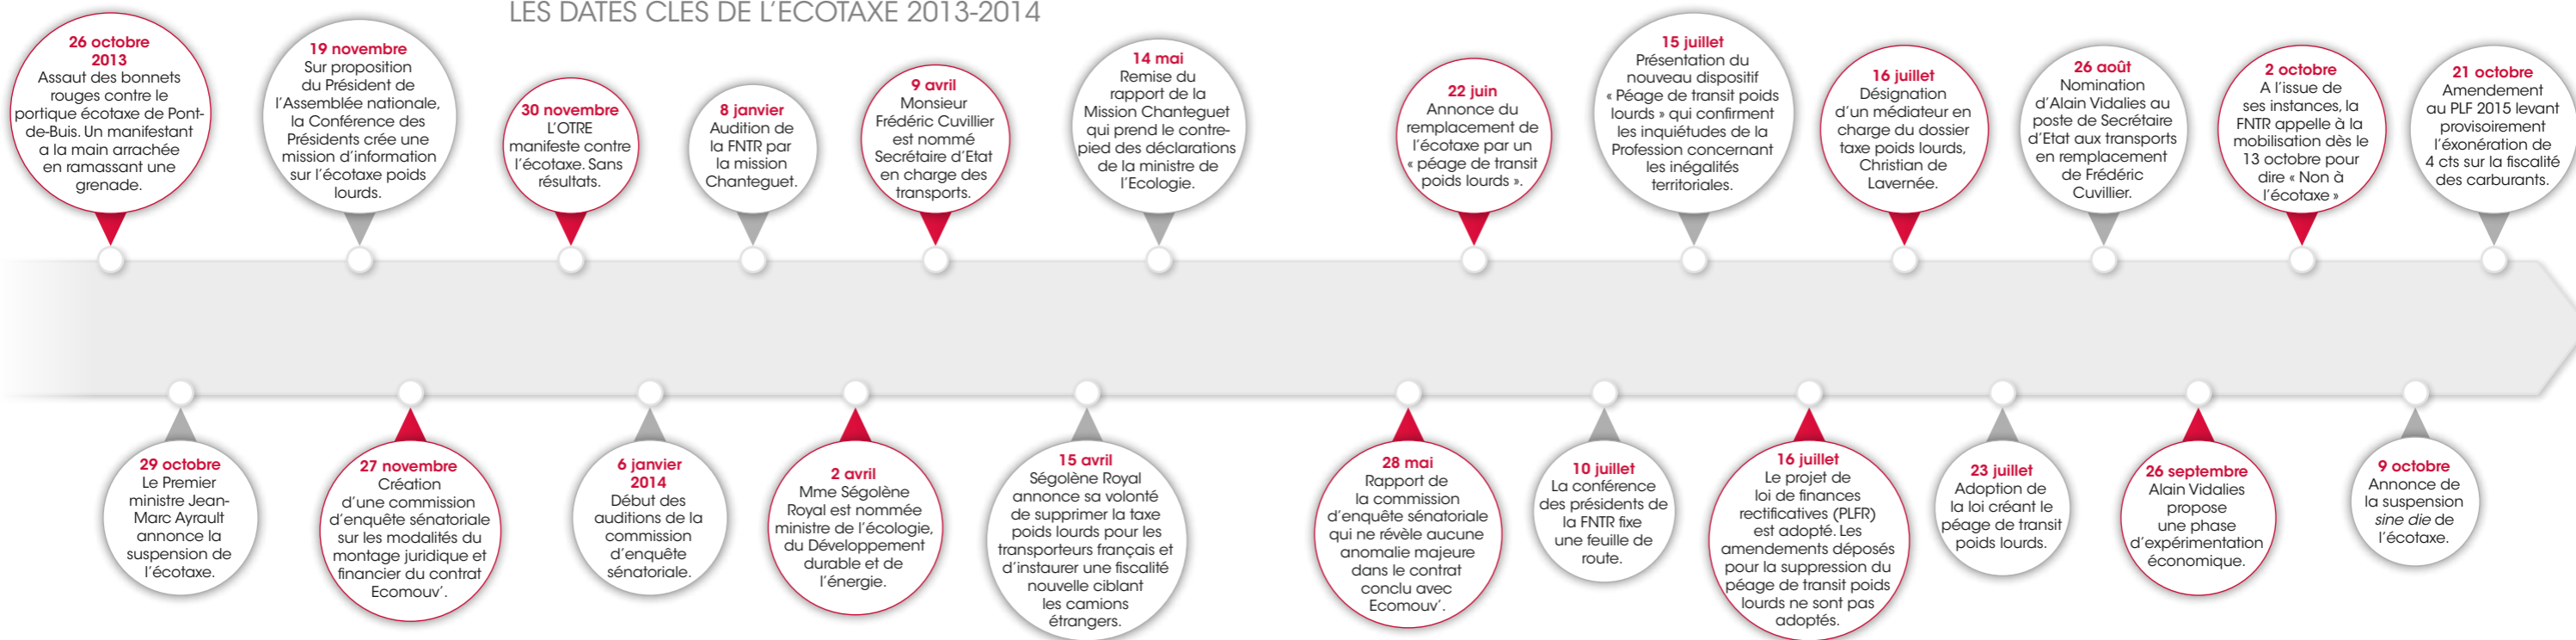 LES DATES CLES DE L'ECOTAXE 2013-2014
26 octobre
2013
Assaut des bonnets
rouges contre le
portique écotaxe de Pont-
de-Buis. Un manifestant
a la main arrachée
en ramassant une
grenade.
29 octobre
Le Premier
ministre Jean-
Marc Ayrault
annonce la
suspension de
l'écotaxe.
19 novembre
Sur proposition
du Président de
l'Assemblée nationale,
la Conférence des
Présidents crée une
mission d'information
sur l'écotaxe poids
lourds.
27 novembre
Création
d'une commission
d'enquête sénatoriale
sur les modalités du
montage juridique et
financier du contrat
Ecomouv'.
30 novembre
L'OTRE
manifeste contre
l'écotaxe. Sans
résultats.
6 janvier
2014
Début des
auditions de la
commission
d'enquête
sénatoriale.
8 janvier
Audition de
la FNTR par
la mission
Chanteguet.
2 avril
Mme Ségolène
Royal est nommée
ministre de l'écologie,
du Développement
durable et de
l'énergie.
9 avril
Monsieur
Frédéric Cuvillier
est nommé
Secrétaire d'Etat
en charge des
transports.
15 avril
Ségolène Royal
annonce sa volonté
de supprimer la taxe
poids lourds pour les
transporteurs français et
d'instaurer une fiscalité
nouvelle ciblant
les camions
étrangers.
14 mai
Remise du
rapport de la
Mission Chanteguet
qui prend le contre-
pied des déclarations
de la ministre de
l'Ecologie.
28 mai
Rapport de
la commission
d'enquête sénatoriale
qui ne révèle aucune
anomalie majeure
dans le contrat
conclu avec
Ecomouv'.
22 juin
Annonce du
remplacement de
l'écotaxe par un
« péage de transit
poids lourds ».
10 juillet
La conférence
des présidents de
la FNTR fixe
une feuille de
route.
15 juillet
Présentation du
nouveau dispositif
« Péage de transit poids
lourds » qui confirment
les inquiétudes de la
Profession concernant
les inégalités
territoriales.
16 juillet
Le projet de
loi de finances
rectificatives (PLFR)
est adopté. Les
amendements déposés
pour la suppression du
péage de transit poids
lourds ne sont pas
adoptés.
16 juillet
Désignation
d'un médiateur en
charge du dossier
taxe poids lourds,
Christian de
Lavernée.
23 juillet
Adoption de
la loi créant le
péage de transit
poids lourds.
26 août
Nomination
d'Alain Vidalies au
poste de Secrétaire
d'Etat aux transports
en remplacement
de Frédéric
Cuvillier.
26 septembre
Alain Vidalies
propose
une phase
d'expérimentation
économique.
2 octobre
A l'issue de
ses instances, la
FNTR appelle à la
mobilisation dès le
13 octobre pour
dire « Non à
l'écotaxe »
9 octobre
Annonce de
la suspension
sine die de
l'écotaxe.
21 octobre
Amendement
au PLF 2015 levant
provisoirement
l'éxonération de
4 cts sur la fiscalité
des carburants.